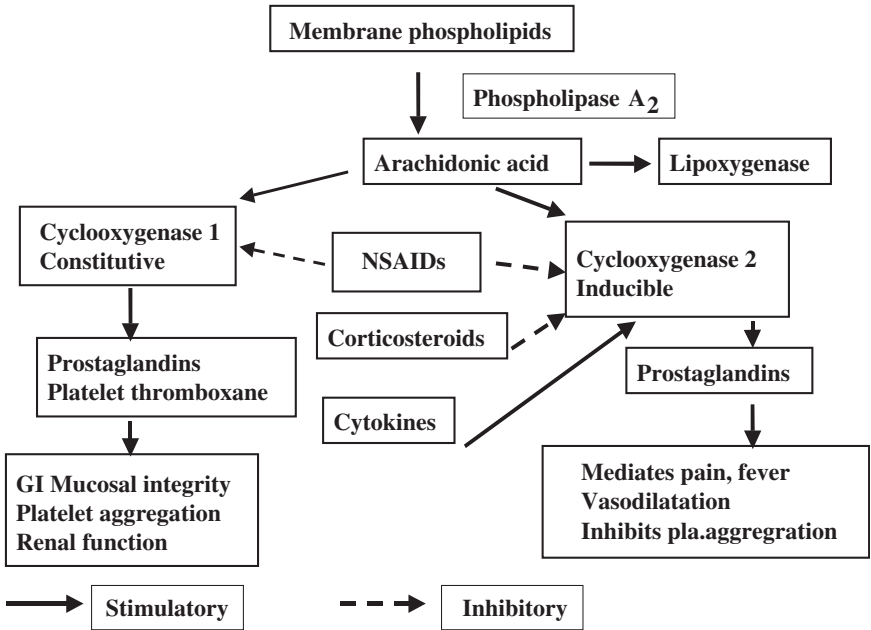 Membrane phospholipids
Phospholipase A2
Arachidonic acid
Lipoxygenase
Cyclooxygenase 1
Constitutive
NSAIDs
Cyclooxygenase 2
Inducible
Corticosteroids
Prostaglandins
Platelet thromboxane
Prostaglandins
Cytokines
GI Mucosal integrity
Platelet aggregation
Renal function
Mediates pain, fever
Vasodilatation
Inhibits pla.aggregration
Stimulatory
Inhibitory